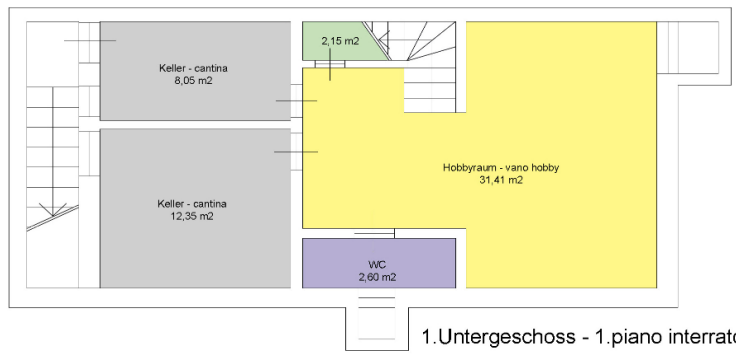 2,15 m2
Keller - cantina
8,05 m2
Hobbyraum - vano hobby
31,41 m2
Keller - cantina
12,35 m2
WC
2,60 m2
1.Untergeschoss - 1.piano interrato